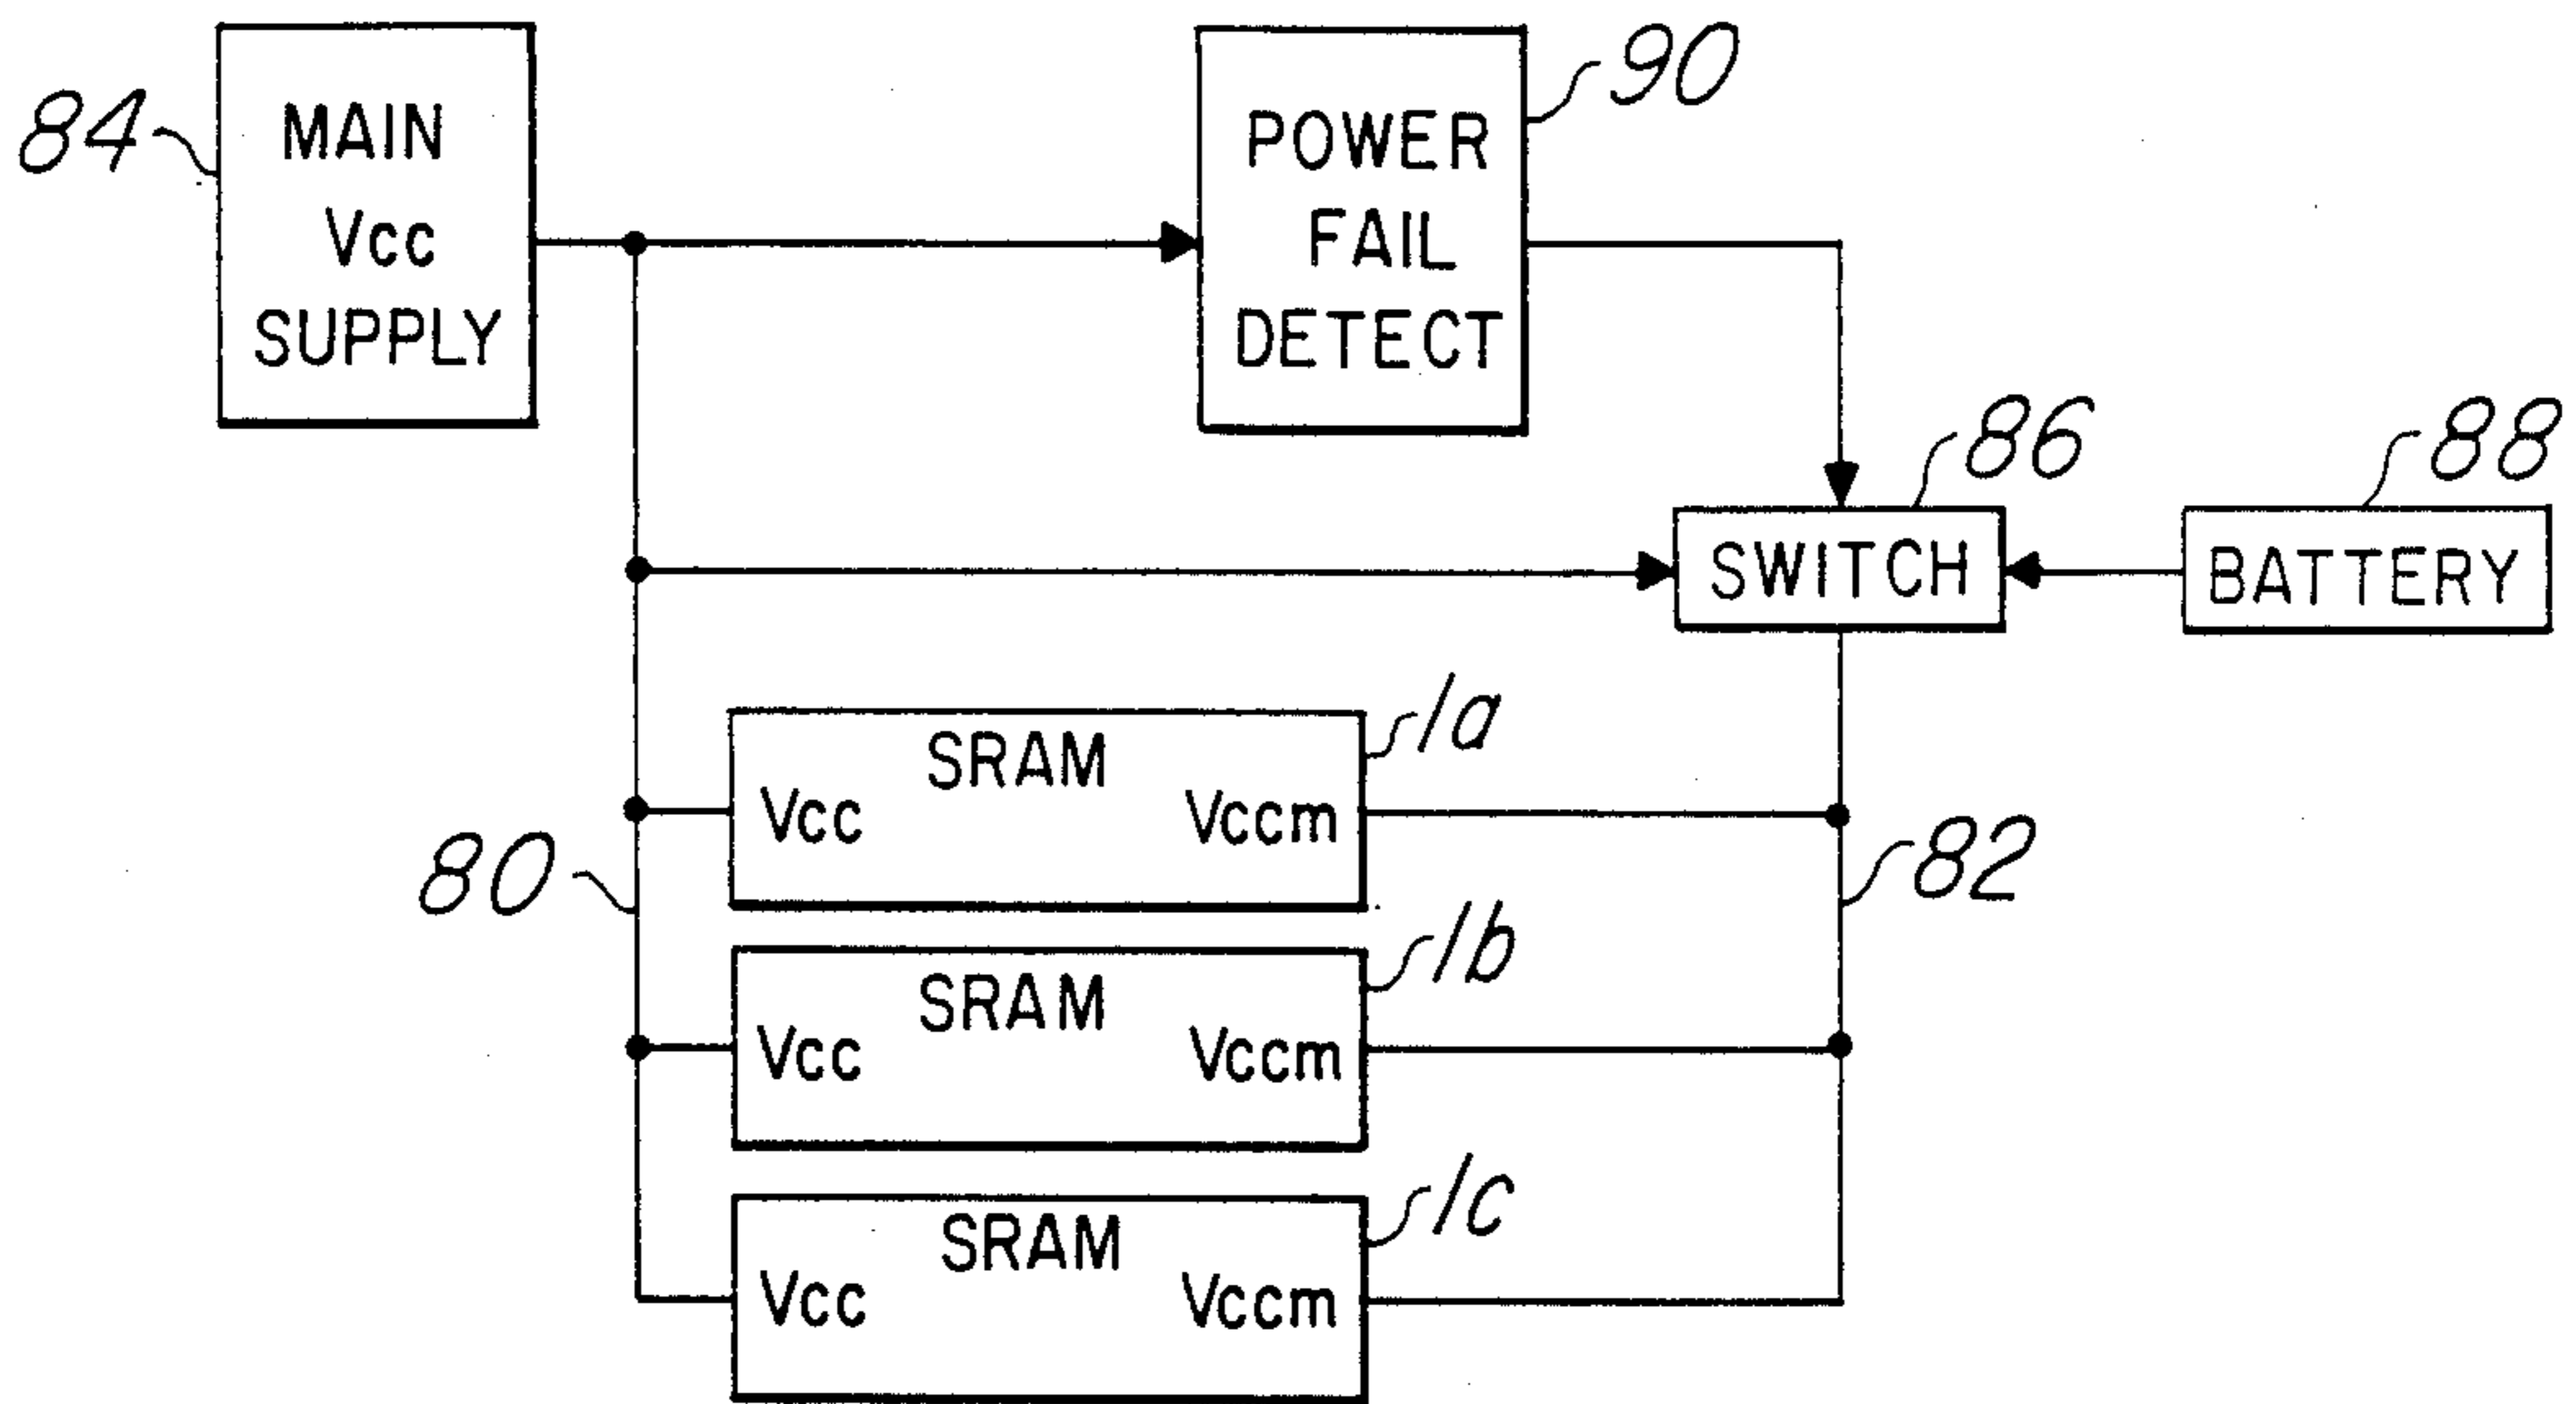 84
MAIN
Vcc
SUPPLY
POWER
FAIL
DETECT
90
SWITCH
86
BATTERY
88
SRAM
1a
Vcc
Vccm
80
82
SRAM
1b
Vcc
Vccm
SRAM
1c
Vcc
Vccm